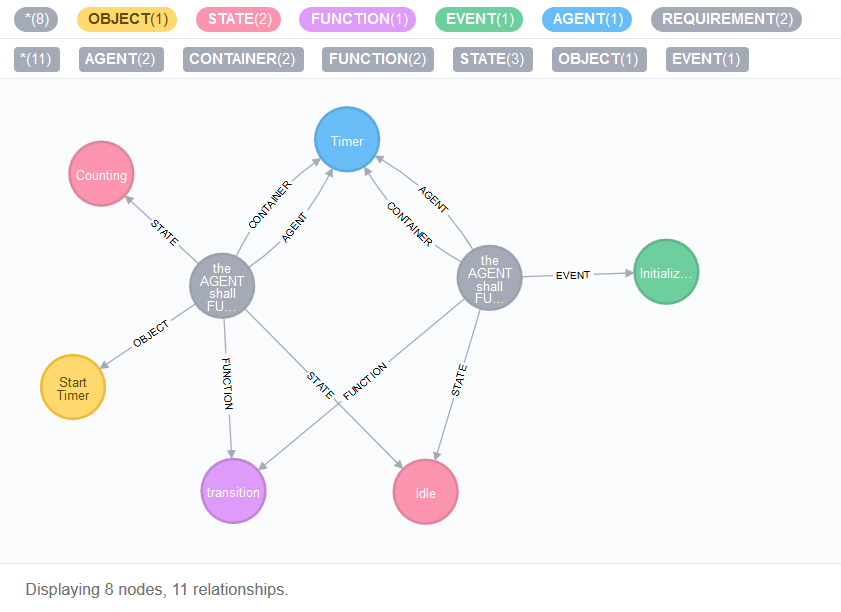 *(8) OBJECT(1) STATE(2) FUNCTION(1) EVENT(1) AGENT(1) REQUIREMENT(2)
*(11) AGENT(2) CONTAINER(2) FUNCTION(2) STATE(3) OBJECT(1) EVENT(1)
Timer
Counting
CONTAINER
AGENT
AGENT
CONTAINER
STATE
the
AGENT
shall
FU...
the
AGENT
shall
FU...
EVENT
Initializ...
OBJECT
FUNCTION
STATE
FUNCTION
STATE
Start
Timer
transition
Idle
Displaying 8 nodes, 11 relationships.